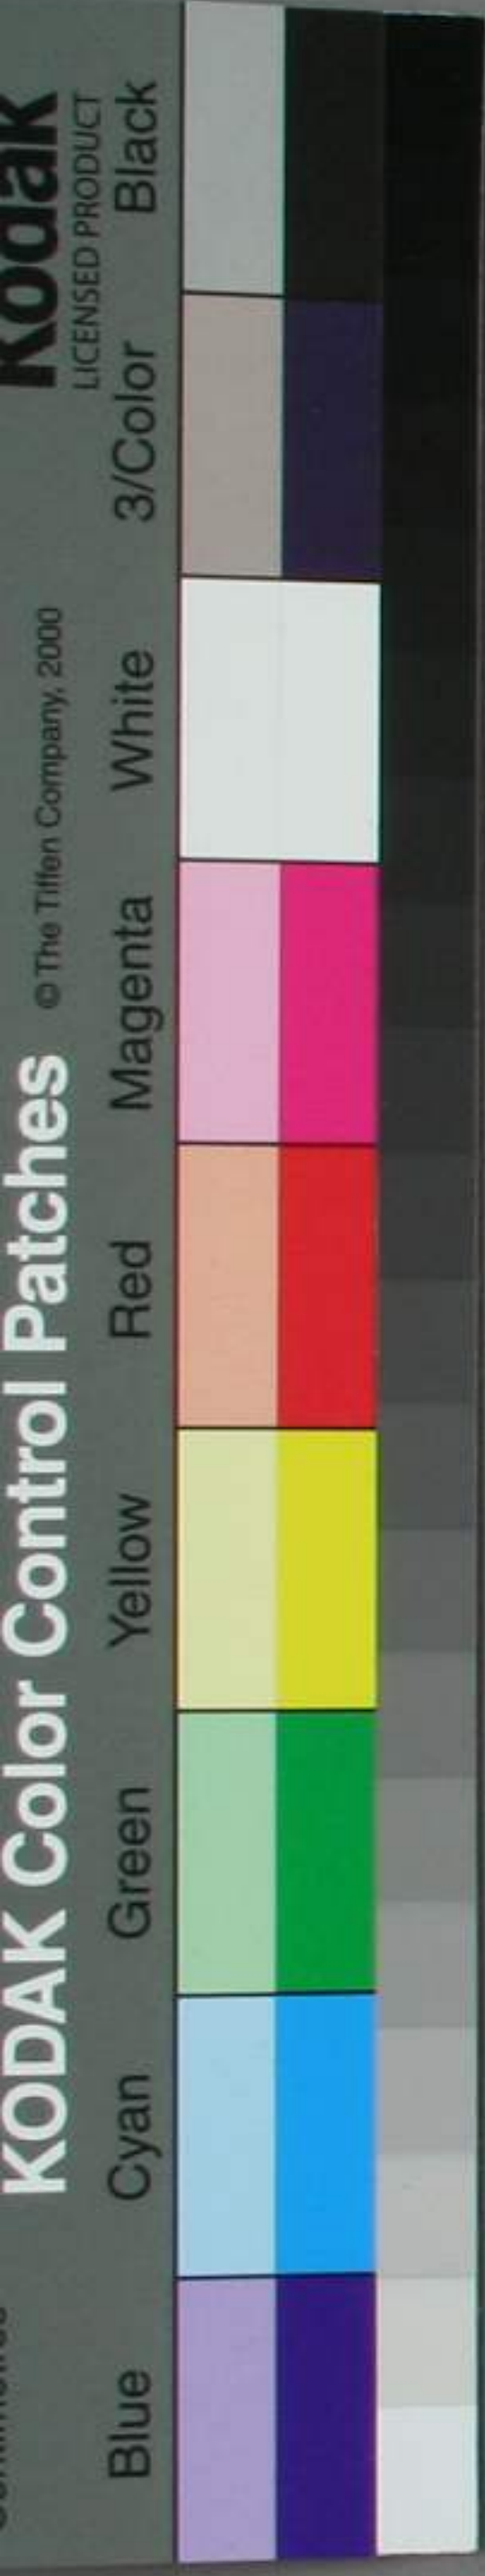 KODAK Color Control Patches © The Tiffen Company, 2000
Kodak
LICENSED PRODUCT
Blue Cyan Green Yellow Red Magenta White 3/Color Black